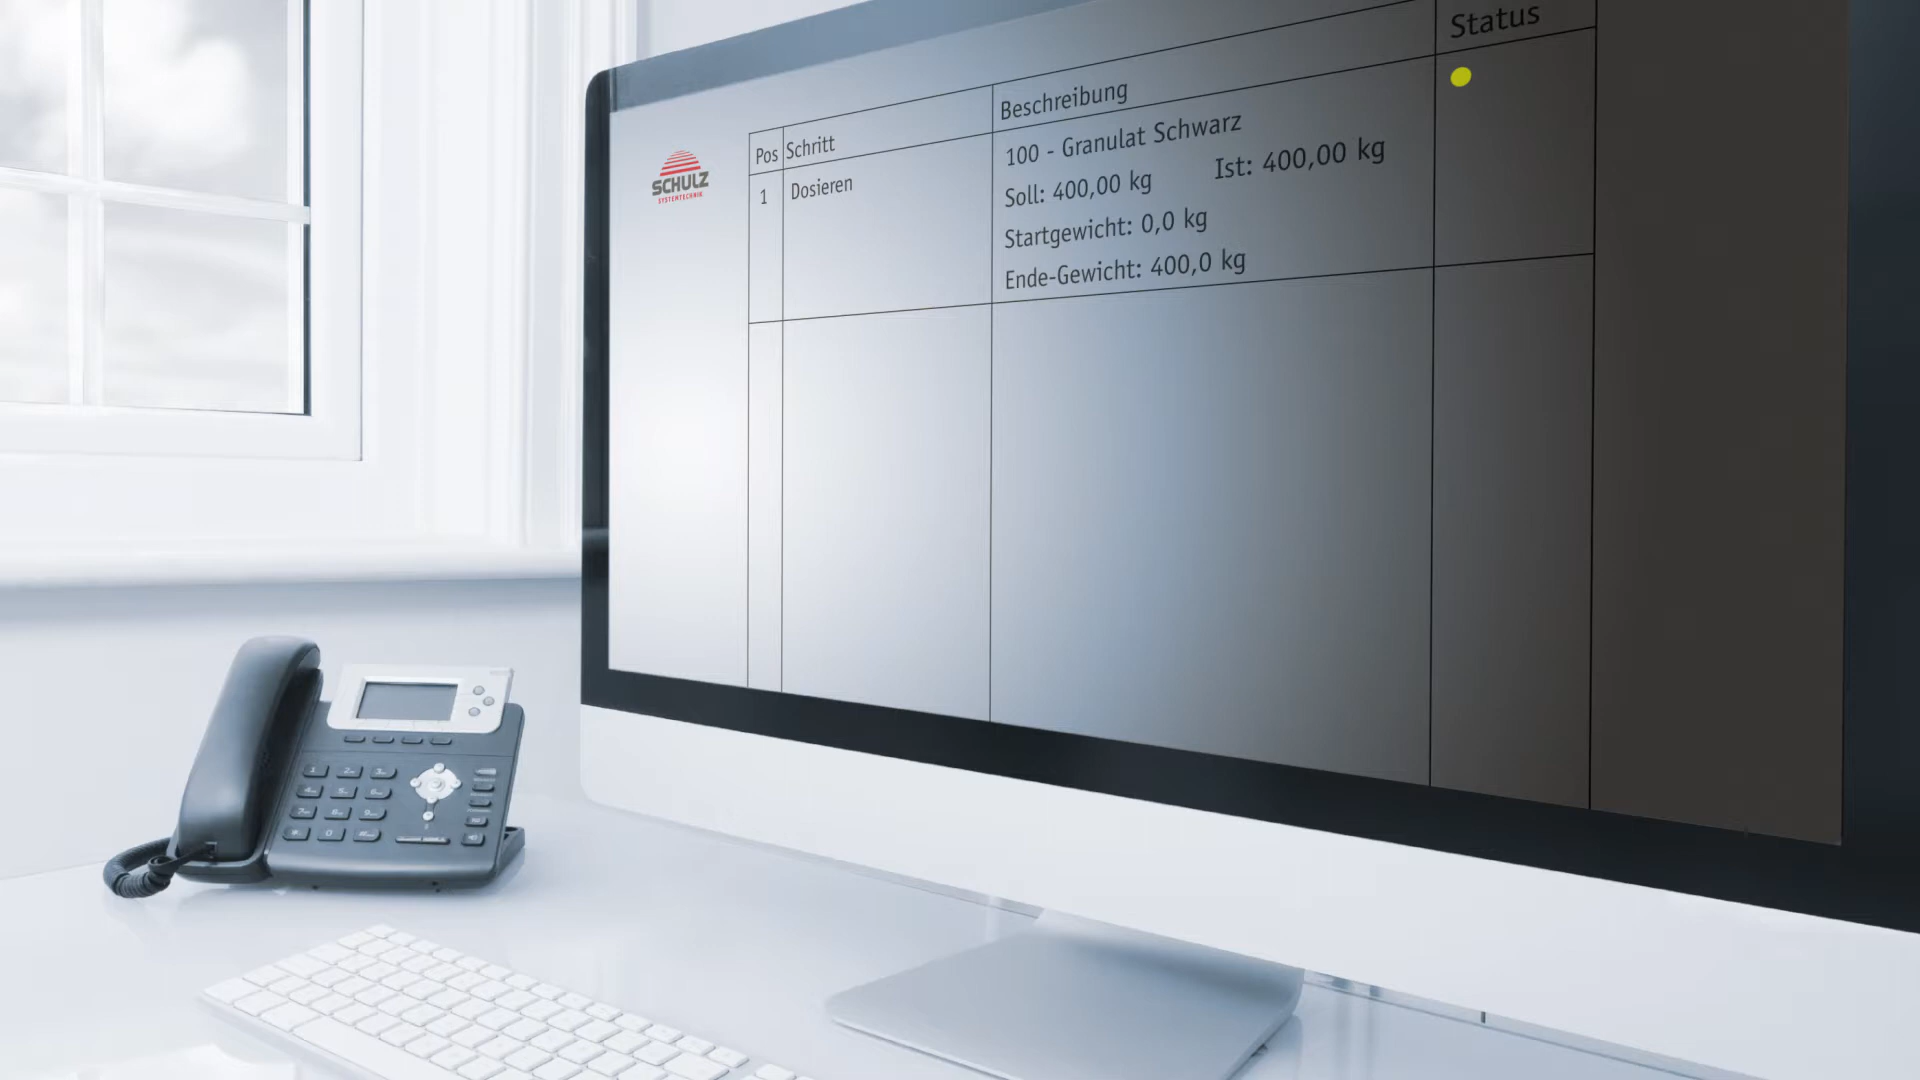 Status
Beschreibung
Pos Schritt
1 Dosieren
100 - Granulat Schwarz
Soll: 400,00 kg Ist: 400,00 kg
Startgewicht: 0,0 kg
Ende-Gewicht: 400,0 kg
SCHULZ
SYSTEMTECHNIK